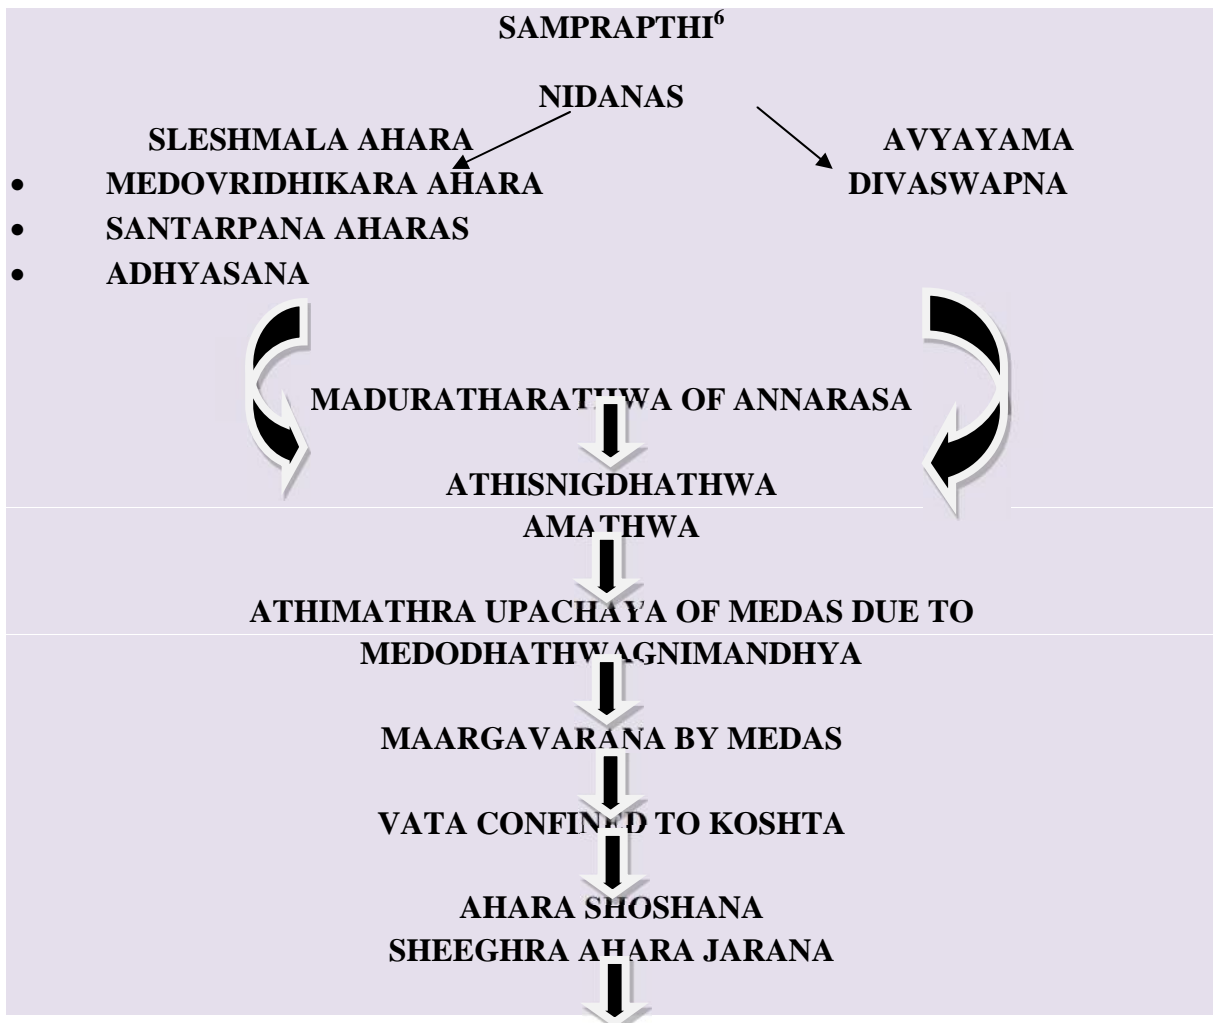 SAMPRAPTHI6
NIDANAS
SLESHMALA AHARA AVYAYAMA
• MEDOVRIDHIKARA AHARA DIVASWAPNA
• SANTARPANA AHARAS
• ADHYASANA
MADURATHARATHWA OF ANNARASA
ATHISNIGDHATHWA
AMATHWA
ATHIMATHRA UPACHAYA OF MEDAS DUE TO
MEDODHATHWAGNIMANDHYA
MAARGAVARANA BY MEDAS
VATA CONFINED TO KOSHTA
AHARA SHOSHANA
SHEEGHRA AHARA JARANA